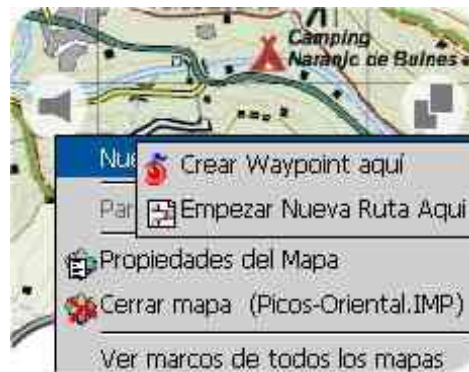 Camping
Naranjo de Bulnes
Crear Waypoint aquí
Empezar Nueva Ruta Aqui
Propiedades del Mapa
Cerrar mapa (Picos-Oriental.IMP)
Ver marcos de todos los mapas